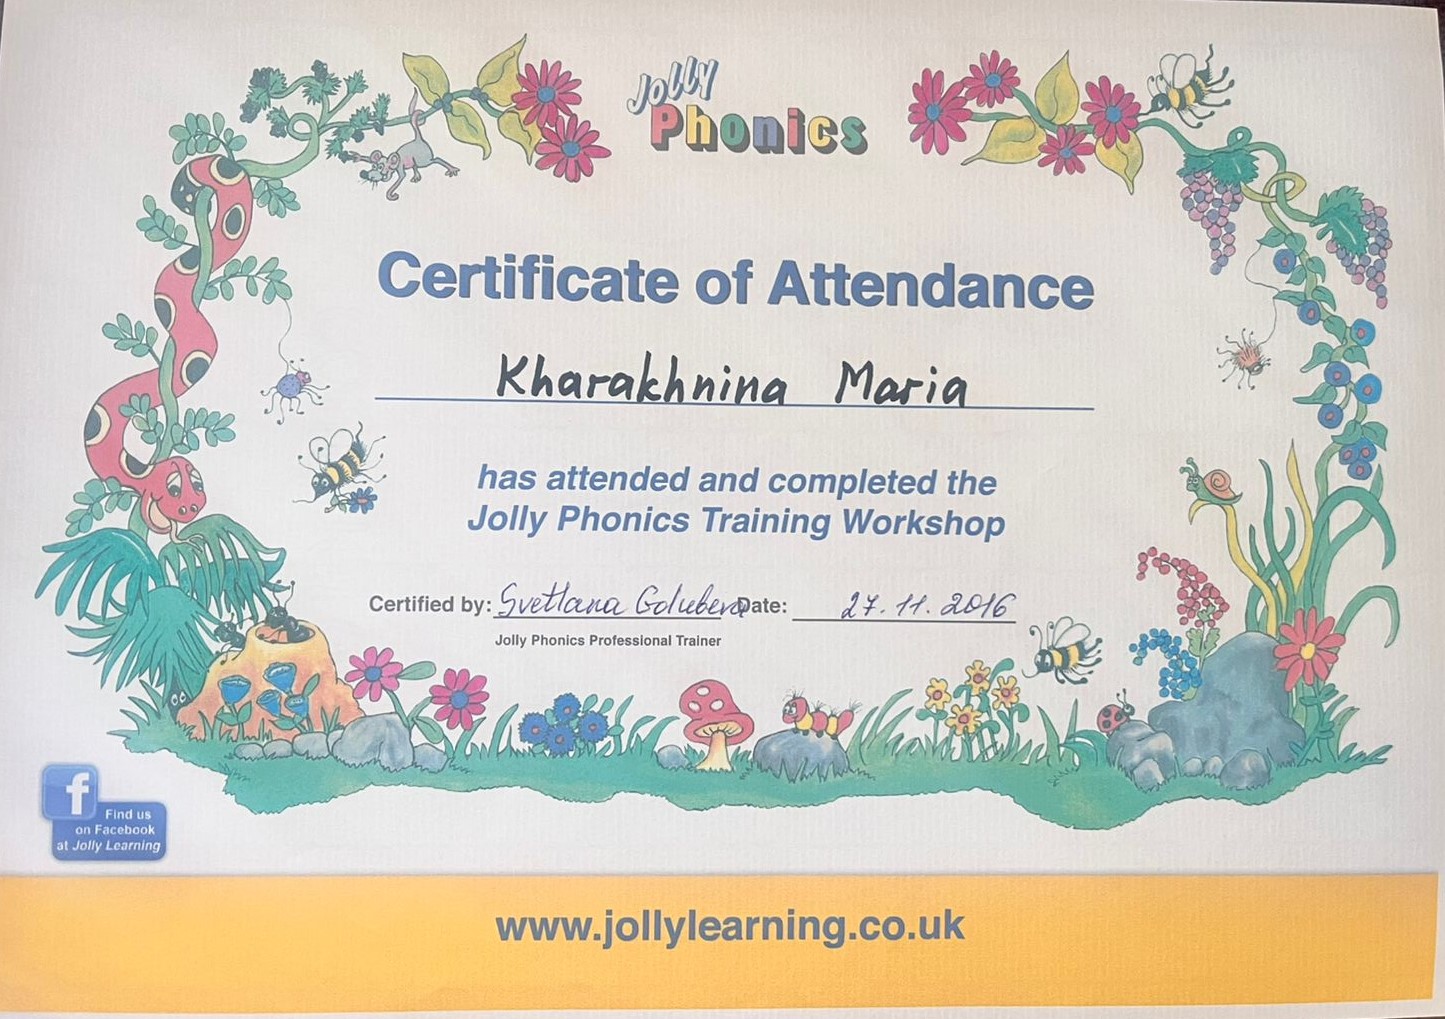 Jolly
Phonics
Certificate of Attendance
Kharakhnina Maria
has attended and completed the
Jolly Phonics Training Workshop
Certified by: Svetlana Golubeva Date: 27.11.2016
Jolly Phonics Professional Trainer
f
Find us
on Facebook
at Jolly Learning
www.jollylearning.co.uk